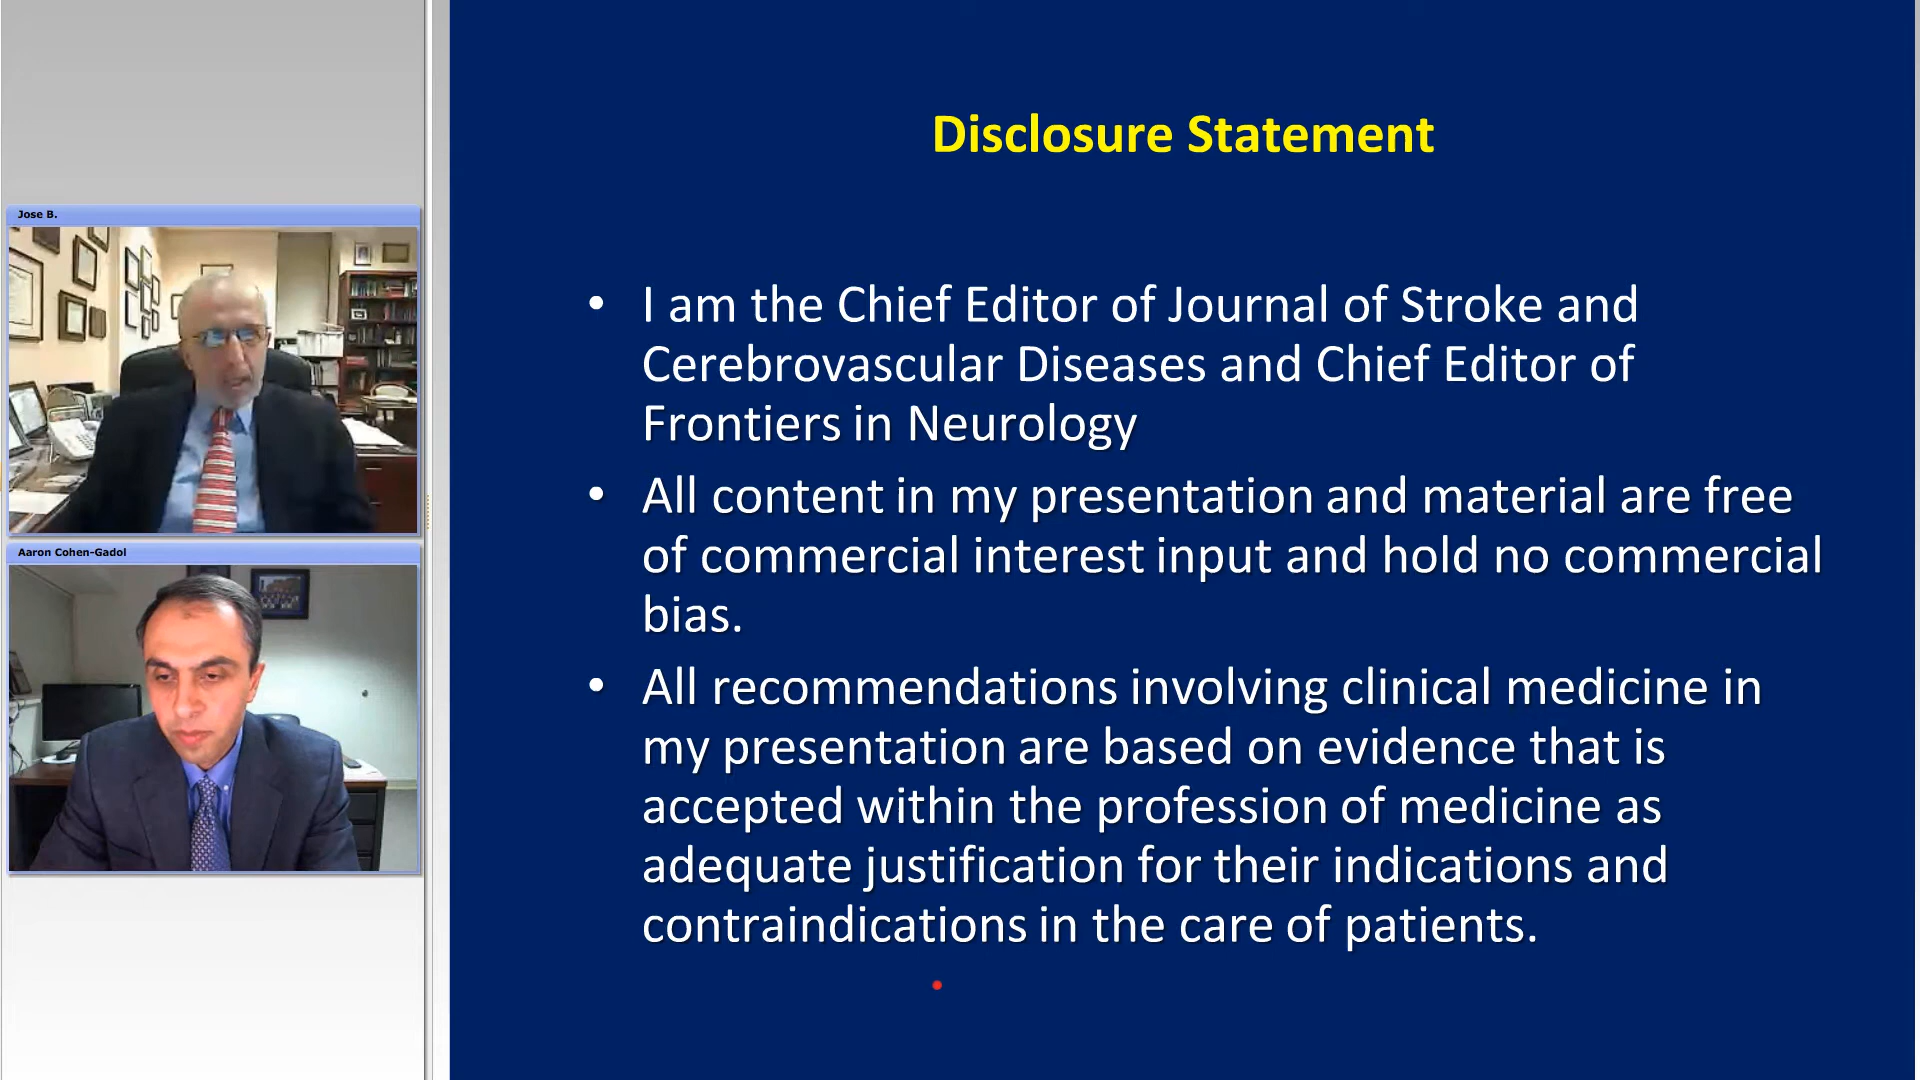 Jose B.
Aaron Cohen-Gadol
Disclosure Statement
• I am the Chief Editor of Journal of Stroke and
Cerebrovascular Diseases and Chief Editor of
Frontiers in Neurology
• All content in my presentation and material are free
of commercial interest input and hold no commercial
bias.
• All recommendations involving clinical medicine in
my presentation are based on evidence that is
accepted within the profession of medicine as
adequate justification for their indications and
contraindications in the care of patients.